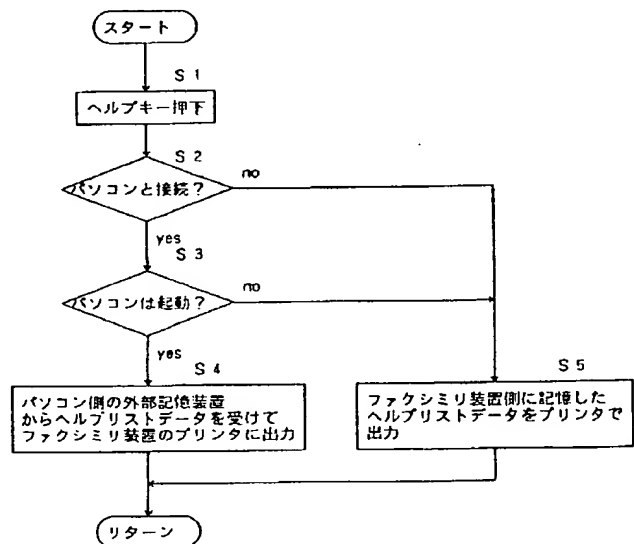 スタート
S1
ヘルプキー押下
S2
パソコンと接続?
no
yes
S3
パソコンは起動?
no
yes
S4
パソコン側の外部記憶装置
からヘルプリストデータを受けて
ファクシミリ装置のプリンタに出力
S5
ファクシミリ装置側に記憶した
ヘルプリストデータをプリンタで
出力
リターン